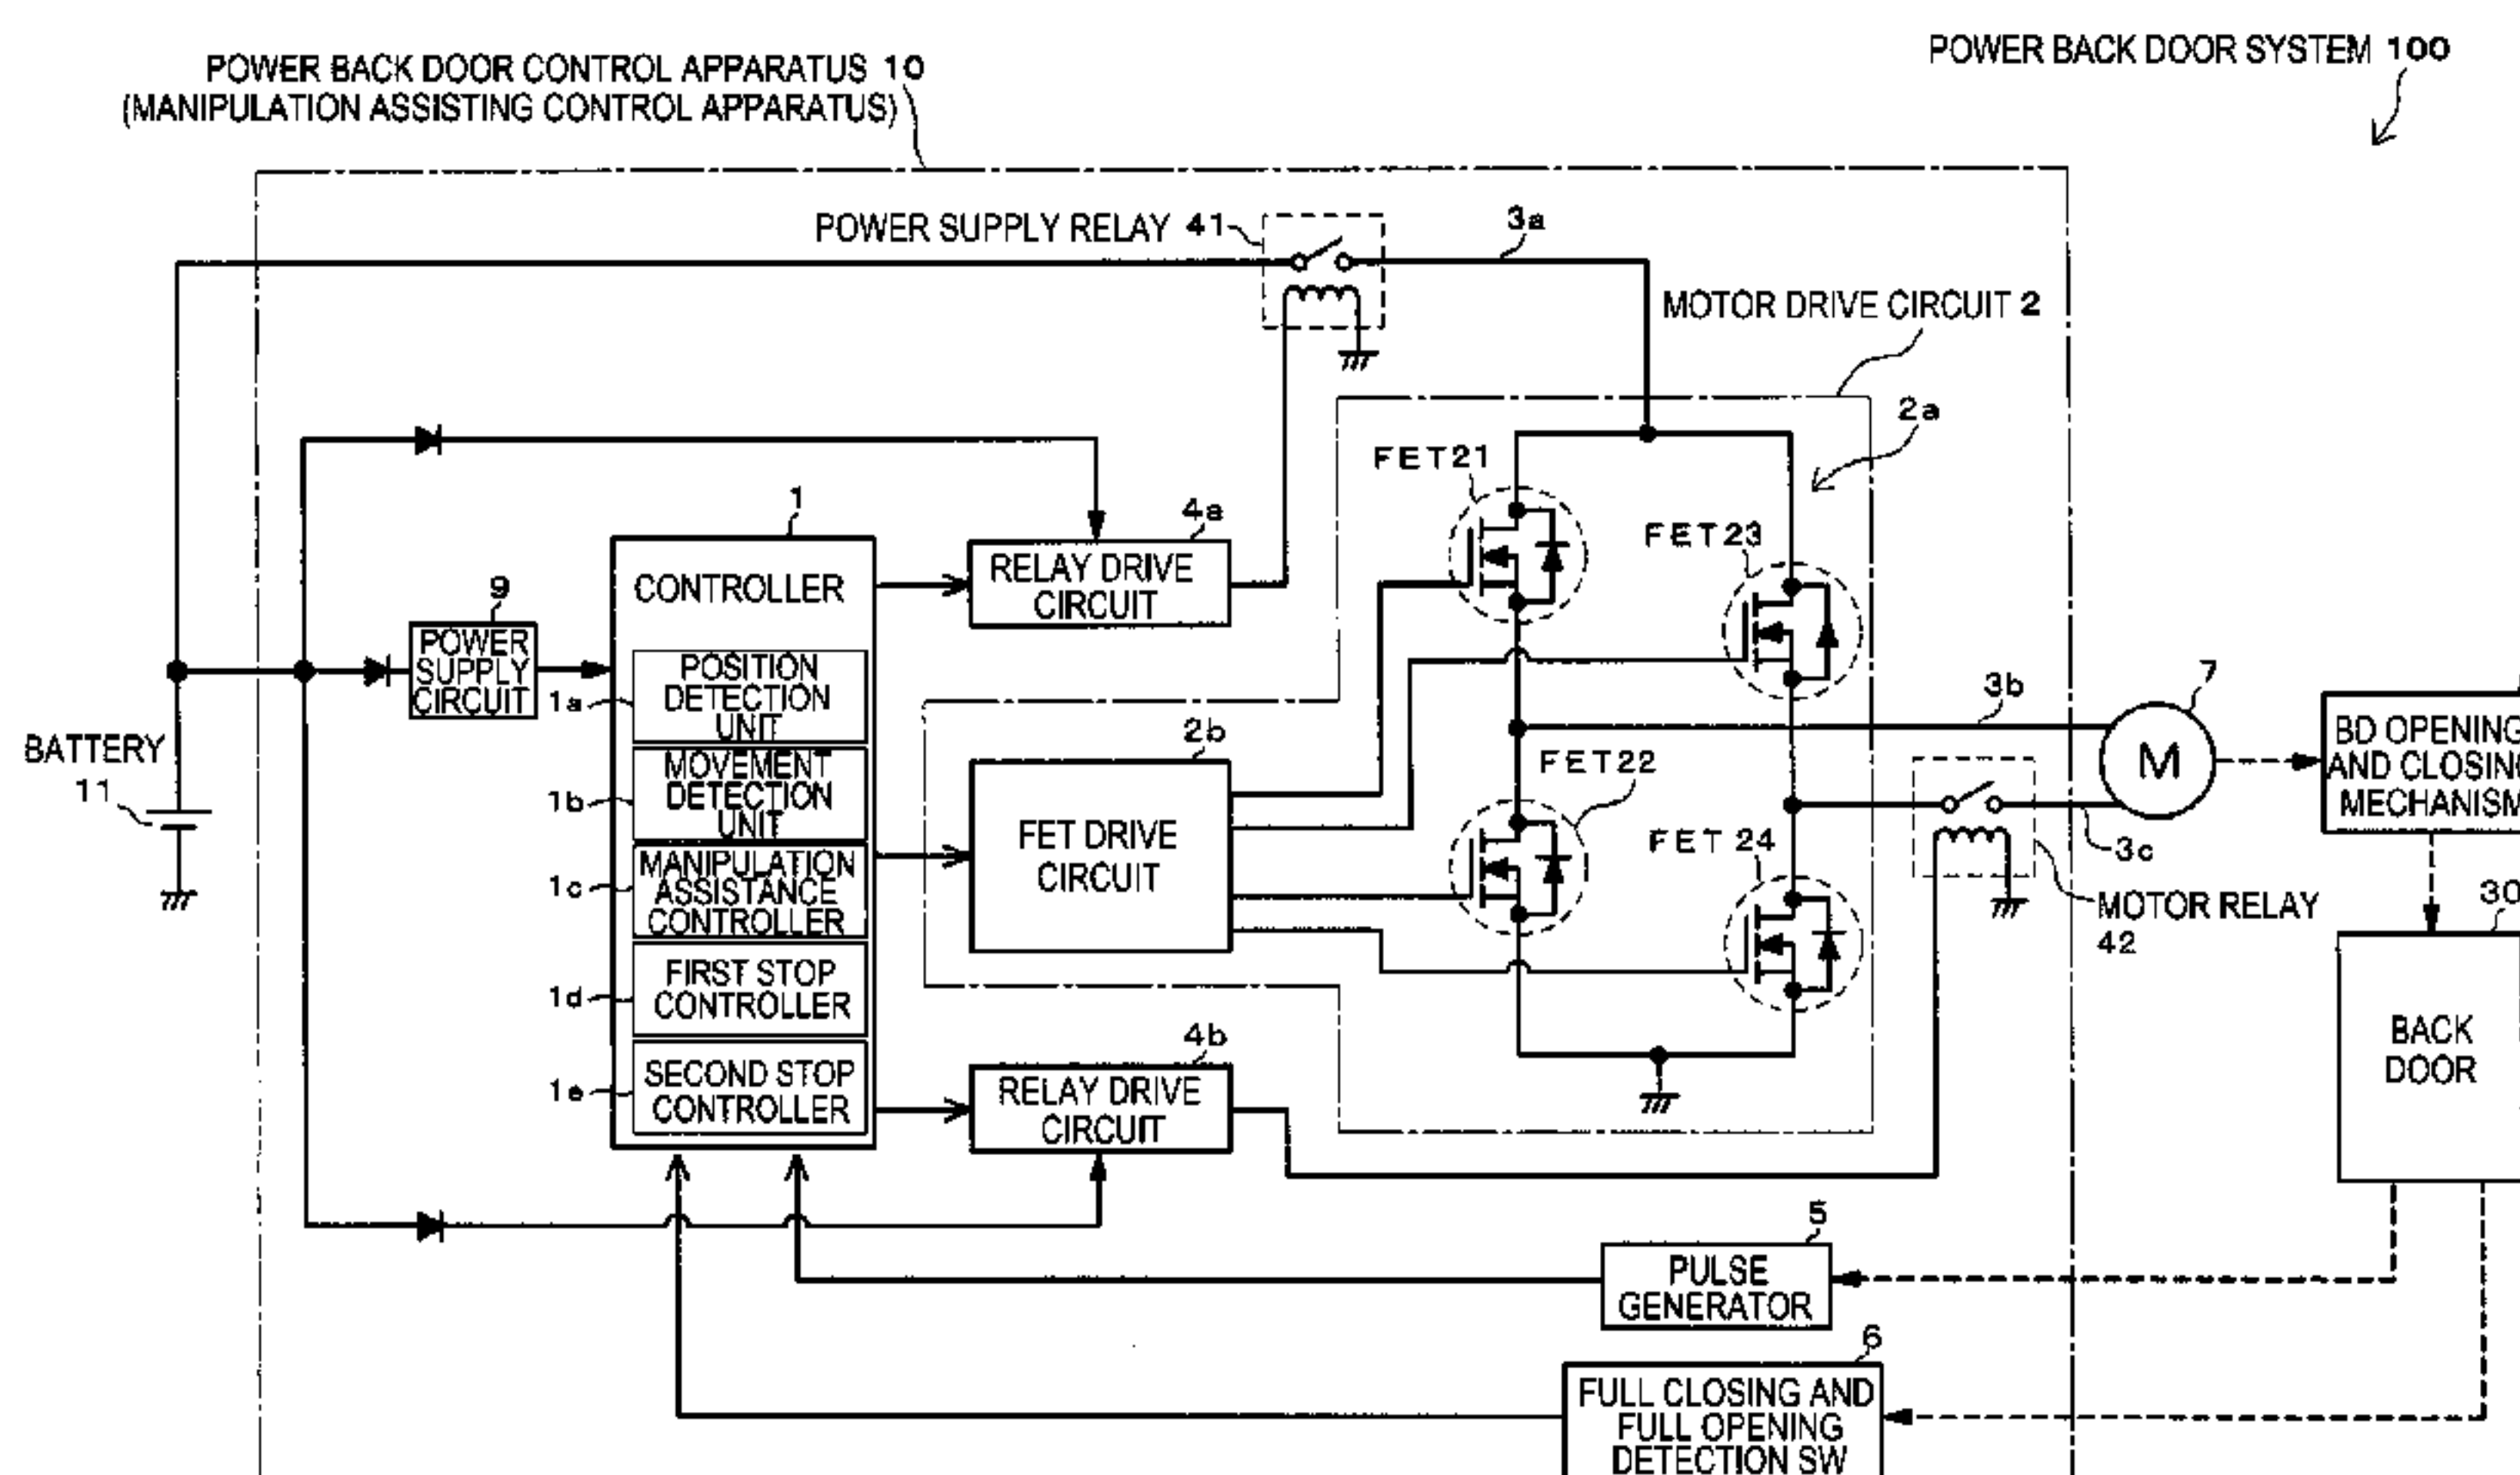 POWER BACK DOOR SYSTEM 100
POWER BACK DOOR CONTROL APPARATUS 10
(MANIPULATION ASSISTING CONTROL APPARATUS)
POWER SUPPLY RELAY 41
3a
MOTOR DRIVE CIRCUIT 2
2a
FET21
FET23
1
4a
CONTROLLER
RELAY DRIVE
CIRCUIT
9
POWER
SUPPLY
CIRCUIT
1a
POSITION
DETECTION
UNIT
BATTERY
11
1b
MOVEMENT
DETECTION
UNIT
1c
MANIPULATION
ASSISTANCE
CONTROLLER
1d
FIRST STOP
CONTROLLER
1e
SECOND STOP
CONTROLLER
2b
FET DRIVE
CIRCUIT
FET22
FET 24
3b
7
M
3c
MOTOR RELAY
42
BD OPENING
AND CLOSING
MECHANISM
30
BACK
DOOR
4b
RELAY DRIVE
CIRCUIT
5
PULSE
GENERATOR
6
FULL CLOSING AND
FULL OPENING
DETECTION SW